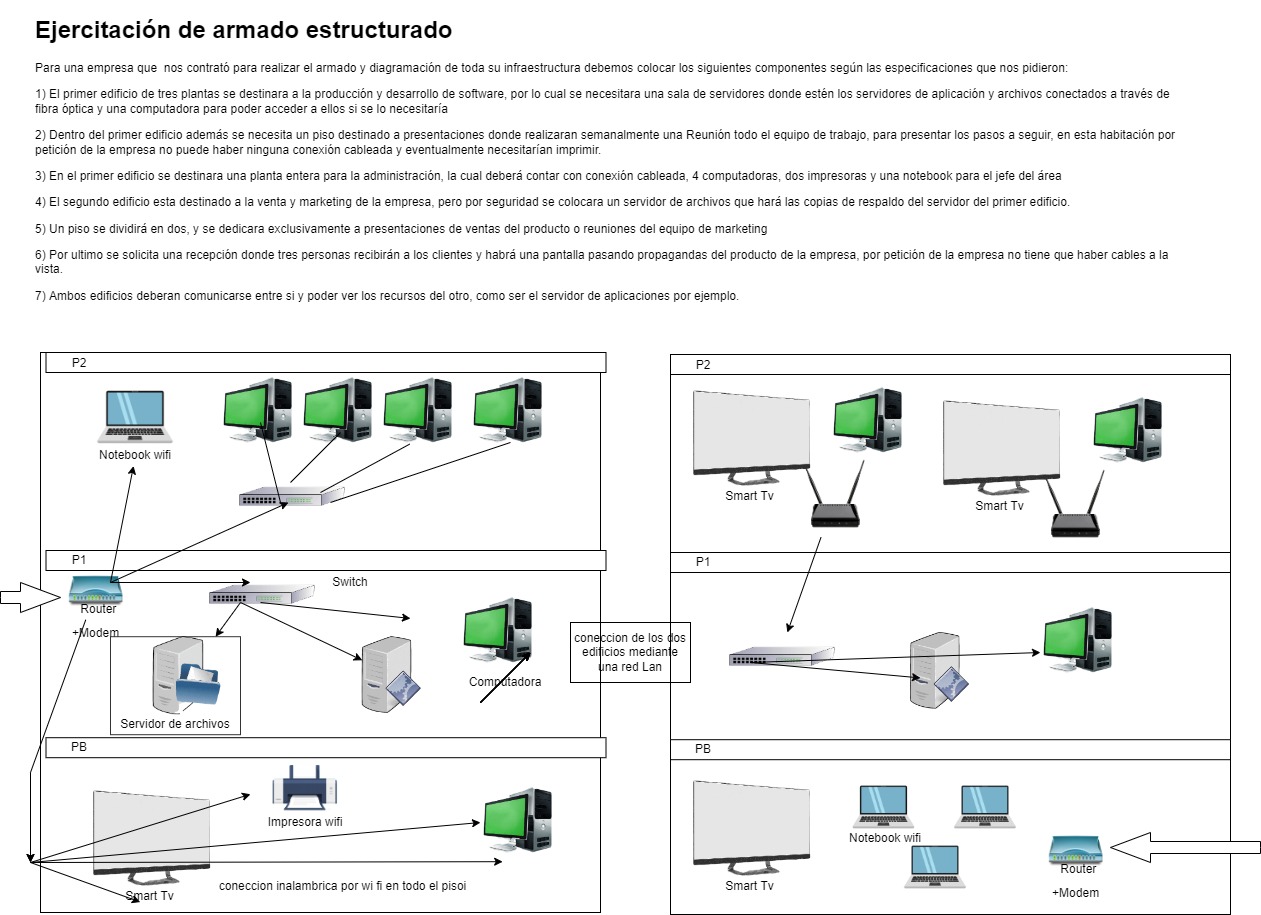 Ejercitación de armado estructurado
Para una empresa que  nos contrató para realizar el armado y diagramación de toda su infraestructura debemos colocar los siguientes componentes según las especificaciones que nos pidieron:
1) El primer edificio de tres plantas se destinara a la producción y desarrollo de software, por lo cual se necesitara una sala de servidores donde estén los servidores de aplicación y archivos conectados a través de
fibra óptica y una computadora para poder acceder a ellos si se lo necesitaría
2) Dentro del primer edificio además se necesita un piso destinado a presentaciones donde realizaran semanalmente una Reunión todo el equipo de trabajo, para presentar los pasos a seguir, en esta habitación por
petición de la empresa no puede haber ninguna conexión cableada y eventualmente necesitarían imprimir.
3) En el primer edificio se destinara una planta entera para la administración, la cual deberá contar con conexión cableada, 4 computadoras, dos impresoras y una notebook para el jefe del área
4) El segundo edificio esta destinado a la venta y marketing de la empresa, pero por seguridad se colocara un servidor de archivos que hará las copias de respaldo del servidor del primer edificio.
5) Un piso se dividirá en dos, y se dedicara exclusivamente a presentaciones de ventas del producto o reuniones del equipo de marketing
6) Por ultimo se solicita una recepción donde tres personas recibirán a los clientes y habrá una pantalla pasando propagandas del producto de la empresa, por petición de la empresa no tiene que haber cables a la
vista.
7) Ambos edificios deberan comunicarse entre si y poder ver los recursos del otro, como ser el servidor de aplicaciones por ejemplo.
P2
Notebook wifi
P1
Router
+Modem
Switch
Servidor de archivos
Computadora
PB
Impresora wifi
Smart Tv
coneccion inalambrica por wi fi en todo el pisoi
coneccion de los dos
edificios mediante
una red Lan
P2
Smart Tv
Smart Tv
P1
PB
Notebook wifi
Smart Tv
Router
+Modem